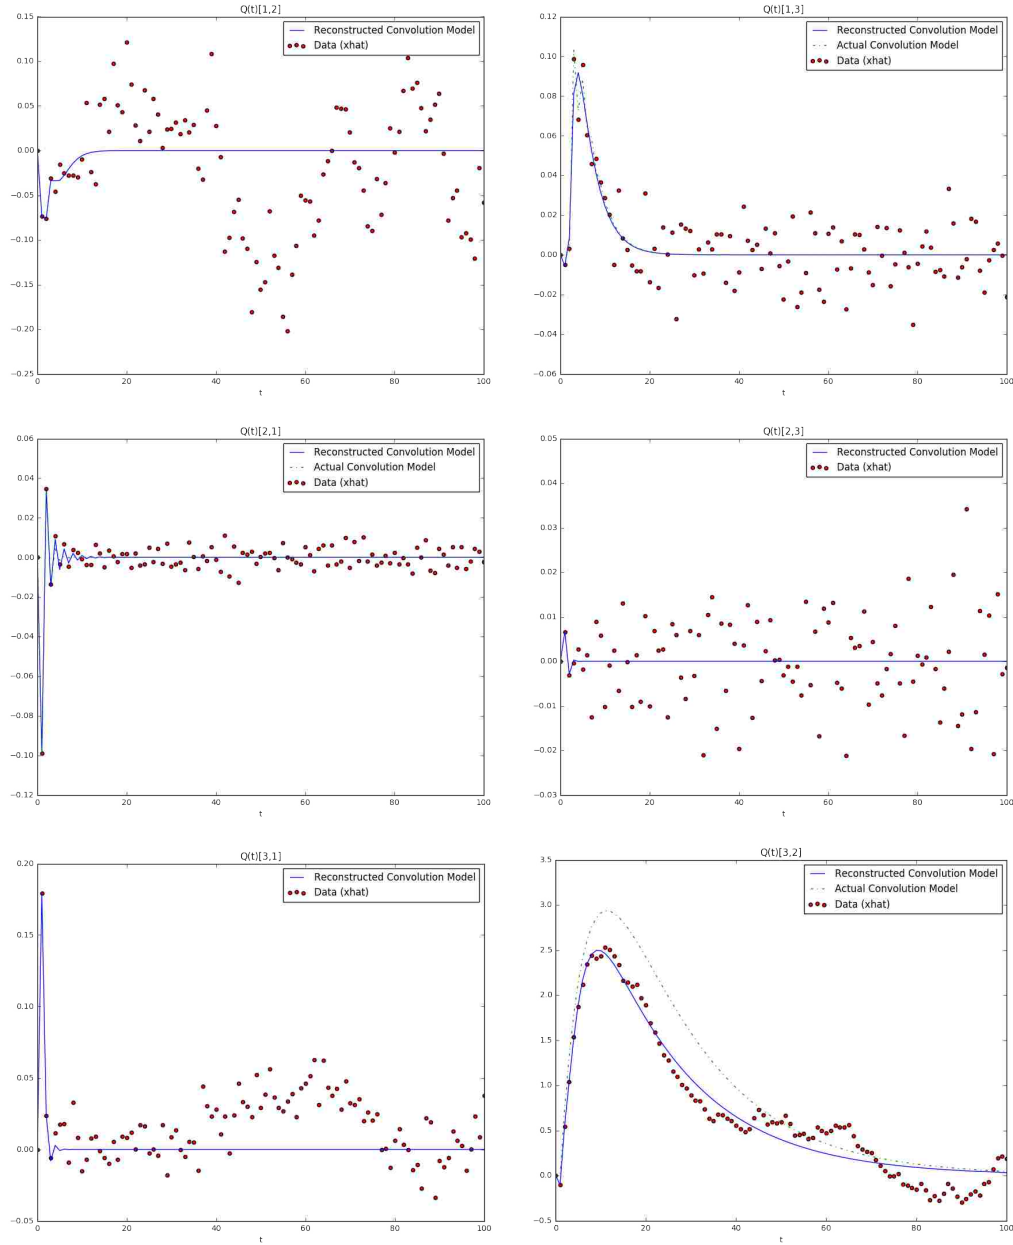 Q(t)[1,2]
Reconstructed Convolution Model
Data (xhat)
0.15
0.10
0.05
0.00
−0.05
−0.10
−0.15
−0.20
−0.25
0 20 40 60 80 100
t
Q(t)[1,3]
Reconstructed Convolution Model
Actual Convolution Model
Data (xhat)
0.12
0.10
0.08
0.06
0.04
0.02
0.00
−0.02
−0.04
−0.06
0 20 40 60 80 100
t
Q(t)[2,1]
Reconstructed Convolution Model
Actual Convolution Model
Data (xhat)
0.06
0.04
0.02
0.00
−0.02
−0.04
−0.06
−0.08
−0.10
−0.12
0 20 40 60 80 100
t
Q(t)[2,3]
Reconstructed Convolution Model
Data (xhat)
0.05
0.04
0.03
0.02
0.01
0.00
−0.01
−0.02
−0.03
0 20 40 60 80 100
t
Q(t)[3,1]
Reconstructed Convolution Model
Data (xhat)
0.20
0.15
0.10
0.05
0.00
−0.05
0 20 40 60 80 100
t
Q(t)[3,2]
Reconstructed Convolution Model
Actual Convolution Model
Data (xhat)
3.5
3.0
2.5
2.0
1.5
1.0
0.5
0.0
−0.5
0 20 40 60 80 100
t